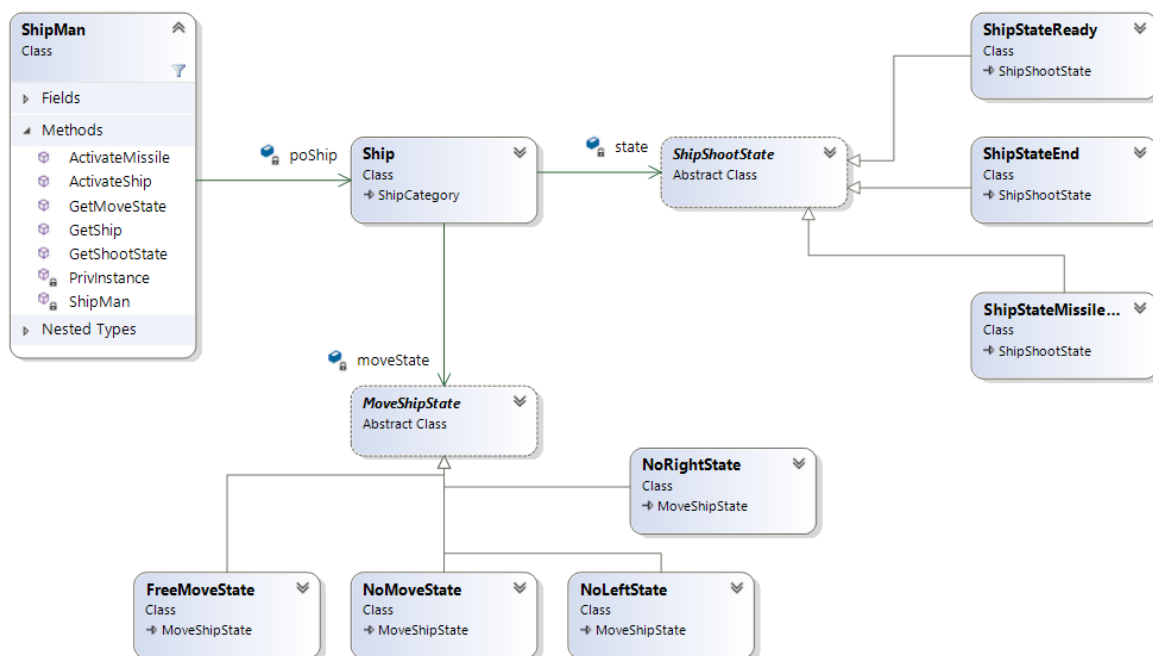 ShipMan
Class
Fields
Methods
ActivateMissile
ActivateShip
GetMoveState
GetShip
GetShootState
PrivInstance
ShipMan
Nested Types
poShip
Ship
Class
ShipCategory
state
ShipShootState
Abstract Class
ShipStateReady
Class
ShipShootState
ShipStateEnd
Class
ShipShootState
ShipStateMissile...
Class
ShipShootState
moveState
MoveShipState
Abstract Class
NoRightState
Class
MoveShipState
FreeMoveState
Class
MoveShipState
NoMoveState
Class
MoveShipState
NoLeftState
Class
MoveShipState